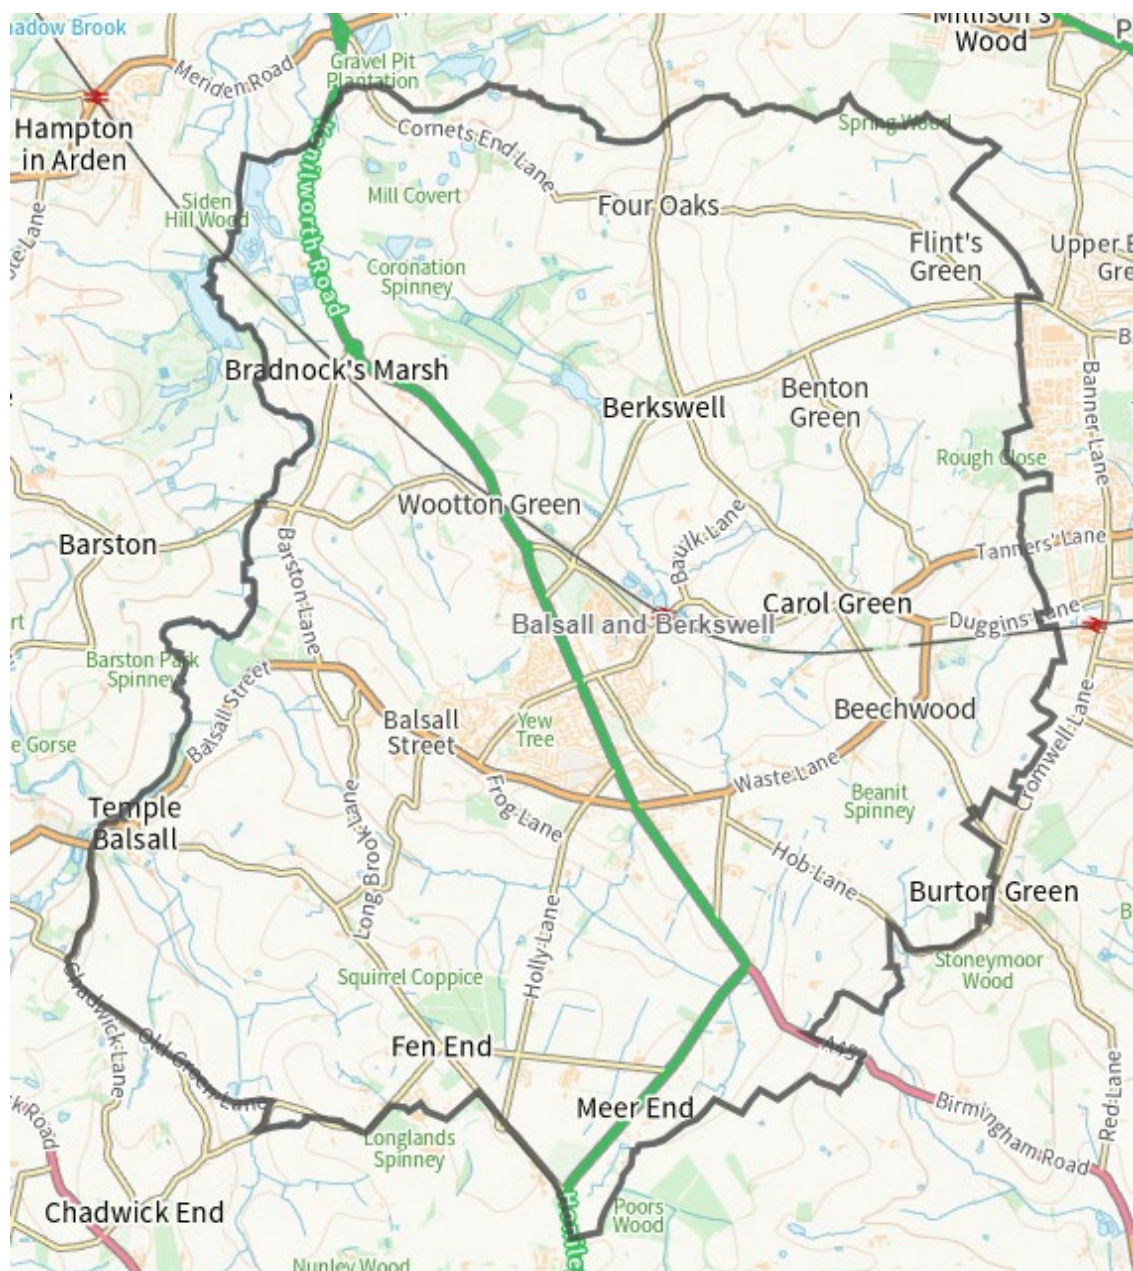 adow Brook
Millison's
Wood
P
Meriden Road
Gravel Pit
Plantation
Hampton
in Arden
Cornets End Lane
Spring Wood
Kenilworth Road
Mill Covert
Siden
Hill Wood
Four Oaks
Flint's
Green
Upper E
Gre
Coronation
Spinney
Bradnock's Marsh
B
Banner Lane
Benton
Green
Berkswell
Rough Close
Wootton Green
Baulk Lane
Barston
Tanners' Lane
Barston Lane
Carol Green
Duggins Lane
Balsall and Berkswell
rt
Barston Park
Spinney
Balsall Street
Balsall
Street
Yew
Tree
Beechwood
e Gorse
Cromwell Lane
Waste Lane
Frog Lane
Beanit
Spinney
Temple
Balsall
Long Brook Lane
Hob Lane
Burton Green
B
Holly Lane
Squirrel Coppice
Stoneymoor
Wood
Chadwick Lane
Old Green Lane
Fen End
A452
Red Lane
Meer End
k Road
Birmingham Road
Longlands
Spinney
Chadwick End
Poors
Wood
Nunley Wood